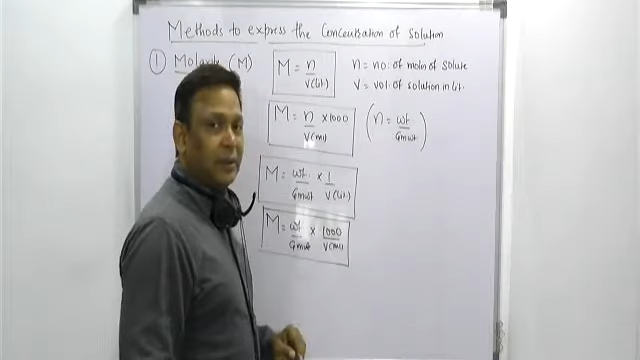 Methods to express the Concentration of Solution
① Molarity (M)
M = n / V(lit)
n = no. of moles of solute
V = vol. of solution in lit.
M = n / V(ml) × 1000
(n = wt / Gmwt)
M = wt / Gmwt × 1 / V(lit)
M = wt / Gmwt × 1000 / V(ml)